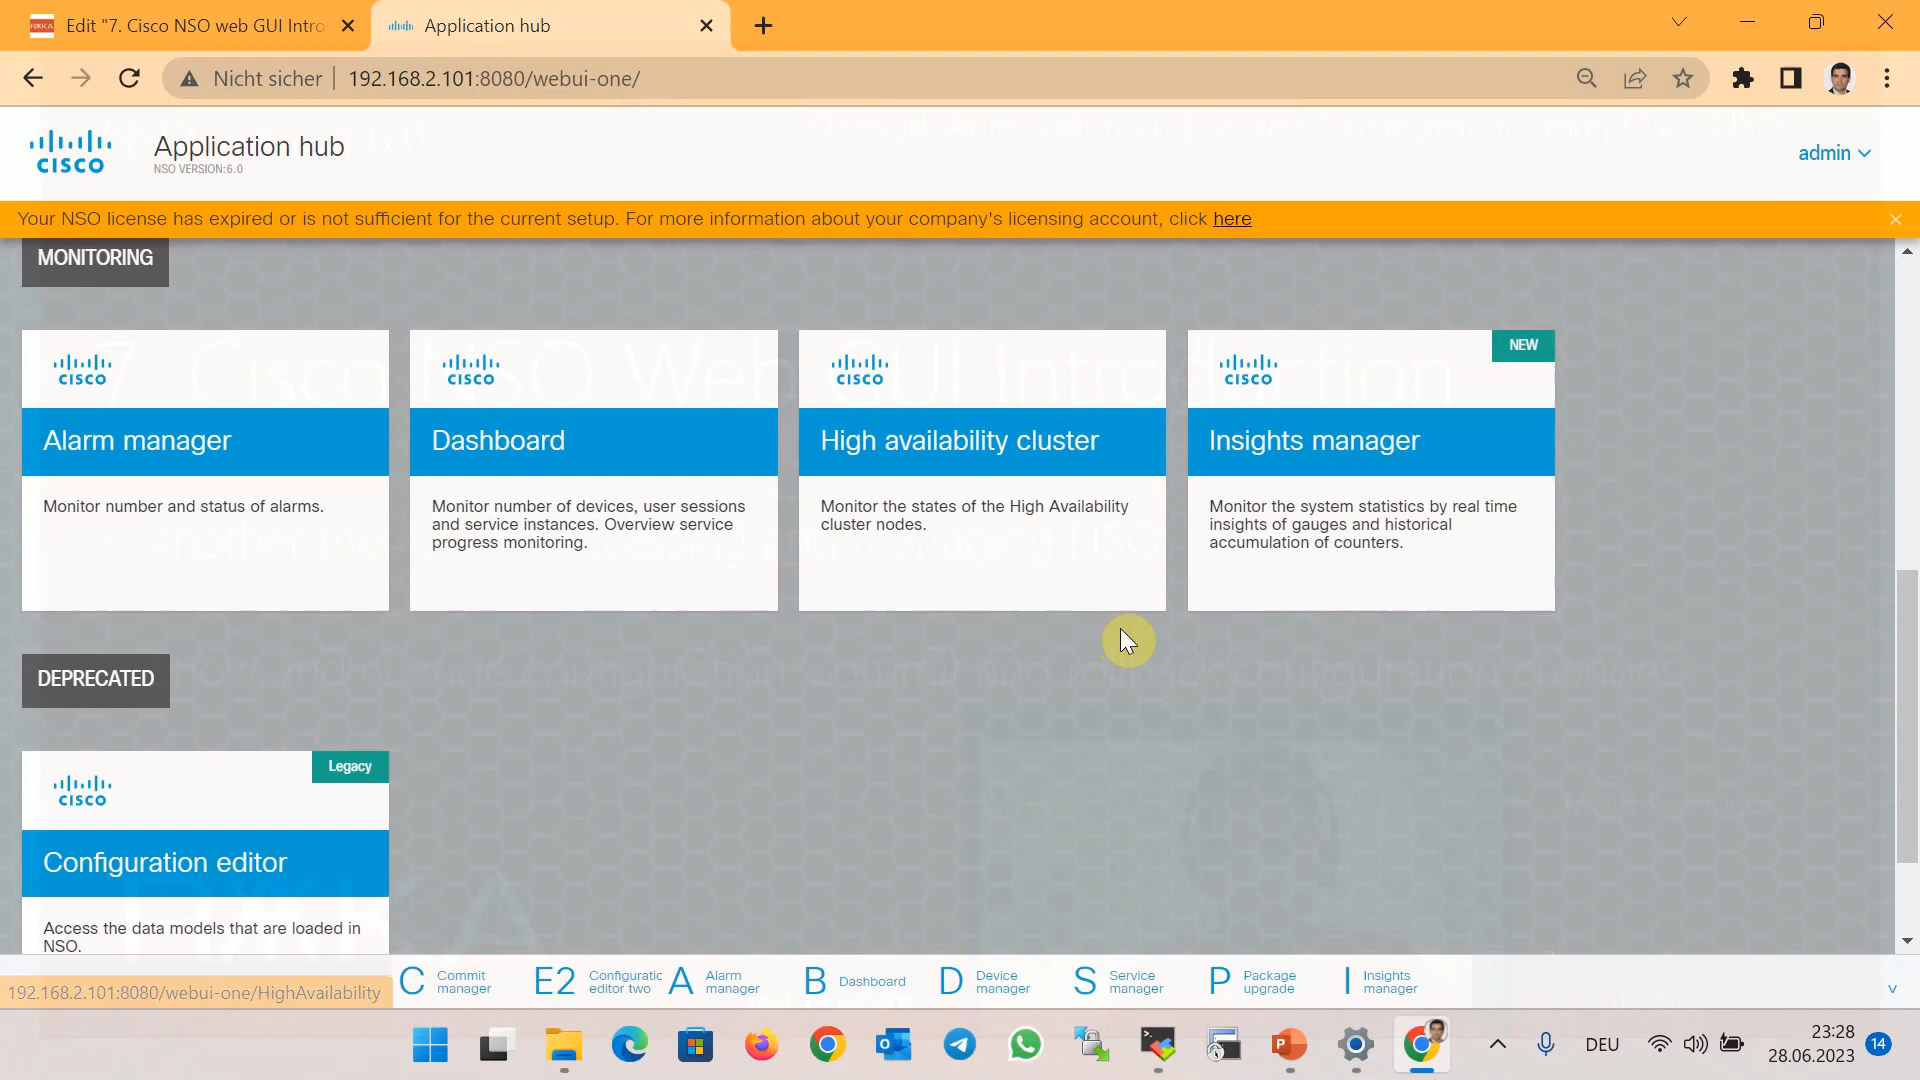 Edit "7. Cisco NSO web GUI Intro
Application hub
Nicht sicher
192.168.2.101:8080/webui-one/
CISCO
Application hub
NSO VERSION:6.0
admin
Your NSO license has expired or is not sufficient for the current setup. For more information about your company's licensing account, click here
MONITORING
7. Cisco NSO Web GUI Introduction
CISCO
CISCO
CISCO
CISCO
NEW
Alarm manager
Dashboard
High availability cluster
Insights manager
Monitor number and status of alarms.
Monitor number of devices, user sessions
and service instances. Overview service
progress monitoring.
Monitor the states of the High Availability
cluster nodes.
Monitor the system statistics by real time
insights of gauges and historical
accumulation of counters.
DEPRECATED
Legacy
CISCO
Configuration editor
Access the data models that are loaded in
NSO.
192.168.2.101:8080/webui-one/HighAvailability
C Commit
manager
E2 Configuratic
editor two
A Alarm
manager
B Dashboard
D Device
manager
S Service
manager
P Package
upgrade
I Insights
manager
DEU
23:28
28.06.2023
14